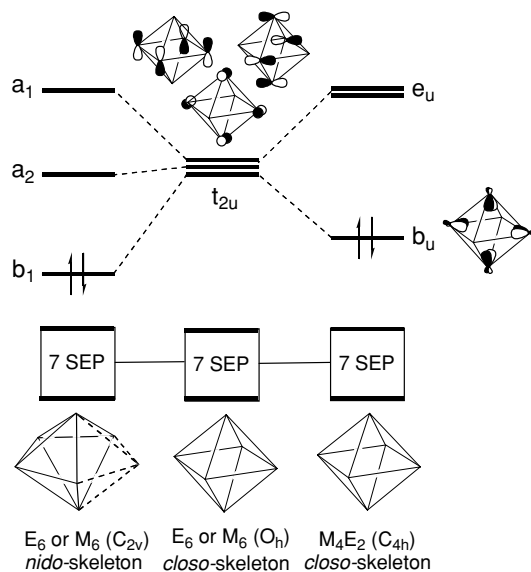 a₁
eᵤ
a₂
t₂ᵤ
bᵤ
b₁
7 SEP
7 SEP
7 SEP
E₆ or M₆ (C₂ᵥ)
nido-skeleton
E₆ or M₆ (Oₕ)
closo-skeleton
M₄E₂ (C₄ₕ)
closo-skeleton